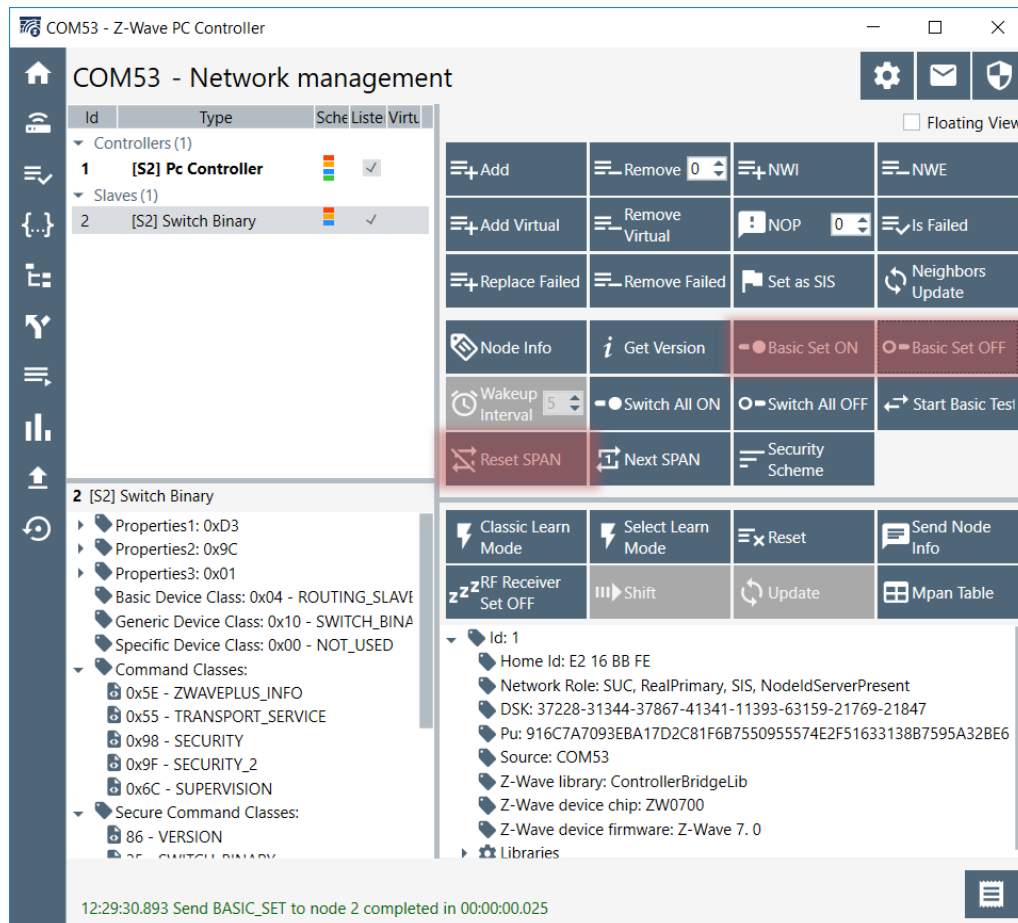 COM53 - Z-Wave PC Controller
COM53 - Network management
Id Type Sche Liste Virtu
Floating View
Controllers (1)
1 [S2] Pc Controller
Slaves (1)
2 [S2] Switch Binary
Add
Remove 0
NWI
NWE
Add Virtual
Remove
Virtual
NOP 0
Is Failed
Replace Failed
Remove Failed
Set as SIS
Neighbors
Update
Node Info
Get Version
Basic Set ON
Basic Set OFF
Wakeup
Interval 5
Switch All ON
Switch All OFF
Start Basic Test
Reset SPAN
Next SPAN
Security
Scheme
2 [S2] Switch Binary
Properties1: 0xD3
Properties2: 0x9C
Properties3: 0x01
Basic Device Class: 0x04 - ROUTING_SLAVE
Generic Device Class: 0x10 - SWITCH_BINA
Specific Device Class: 0x00 - NOT_USED
Command Classes:
0x5E - ZWAVEPLUS_INFO
0x55 - TRANSPORT_SERVICE
0x98 - SECURITY
0x9F - SECURITY_2
0x6C - SUPERVISION
Secure Command Classes:
86 - VERSION
25 - SWITCH_BINARY
Classic Learn
Mode
Select Learn
Mode
Reset
Send Node
Info
RF Receiver
Set OFF
Shift
Update
Mpan Table
Id: 1
Home Id: E2 16 BB FE
Network Role: SUC, RealPrimary, SIS, NodeIdServerPresent
DSK: 37228-31344-37867-41341-11393-63159-21769-21847
Pu: 916C7A7093EBA17D2C81F6B7550955574E2F51633138B7595A32BE6
Source: COM53
Z-Wave library: ControllerBridgeLib
Z-Wave device chip: ZW0700
Z-Wave device firmware: Z-Wave 7. 0
Libraries
12:29:30.893 Send BASIC_SET to node 2 completed in 00:00:00.025